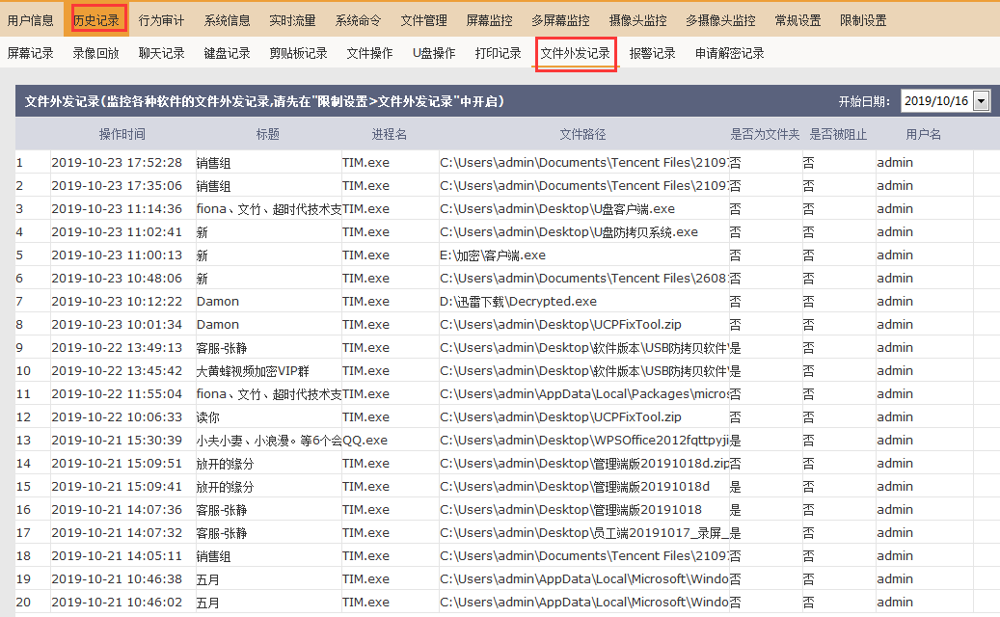 用户信息 历史记录 行为审计 系统信息 实时流量 系统命令 文件管理 屏幕监控 多屏幕监控 摄像头监控 多摄像头监控 常规设置 限制设置
屏幕记录 录像回放 聊天记录 键盘记录 剪贴板记录 文件操作 U盘操作 打印记录 文件外发记录 报警记录 申请解密记录
文件外发记录(监控各种软件的文件外发记录,请先在"限制设置>文件外发记录"中开启) 开始日期: 2019/10/16
操作时间 标题 进程名 文件路径 是否为文件夹 是否被阻止 用户名
1 2019-10-23 17:52:28 销售组 TIM.exe C:\Users\admin\Documents\Tencent Files\2109 否 否 admin
2 2019-10-23 17:35:06 销售组 TIM.exe C:\Users\admin\Documents\Tencent Files\2109 否 否 admin
3 2019-10-23 11:14:36 fiona、文竹、超时代技术支 TIM.exe C:\Users\admin\Desktop\U盘客户端.exe 否 否 admin
4 2019-10-23 11:02:41 新 TIM.exe C:\Users\admin\Desktop\U盘防拷贝系统.exe 否 否 admin
5 2019-10-23 11:00:13 新 TIM.exe E:\加密\客户端.exe 否 否 admin
6 2019-10-23 10:48:06 新 TIM.exe C:\Users\admin\Documents\Tencent Files\2608 否 否 admin
7 2019-10-23 10:12:22 Damon TIM.exe D:\迅雷下载\Decrypted.exe 否 否 admin
8 2019-10-23 10:01:34 Damon TIM.exe C:\Users\admin\Desktop\UCPFixTool.zip 否 否 admin
9 2019-10-22 13:49:13 客服-张静 TIM.exe C:\Users\admin\Desktop\软件版本\USB防拷贝软件\ 是 否 admin
10 2019-10-22 13:45:42 大黄蜂视频加密VIP群 TIM.exe C:\Users\admin\Desktop\软件版本\USB防拷贝软件\ 是 否 admin
11 2019-10-22 11:55:04 fiona、文竹、超时代技术支 TIM.exe C:\Users\admin\AppData\Local\Packages\micros 否 否 admin
12 2019-10-22 10:06:33 读你 TIM.exe C:\Users\admin\Desktop\UCPFixTool.zip 否 否 admin
13 2019-10-21 15:30:39 小夫小妻、小浪漫。等6个会 QQ.exe C:\Users\admin\Desktop\WPSOffice2012fqttpyji 是 否 admin
14 2019-10-21 15:09:51 放开的缘分 TIM.exe C:\Users\admin\Desktop\管理端版20191018d.zip 否 否 admin
15 2019-10-21 15:09:41 放开的缘分 TIM.exe C:\Users\admin\Desktop\管理端版20191018d 是 否 admin
16 2019-10-21 14:07:36 客服-张静 TIM.exe C:\Users\admin\Desktop\管理端版20191018 是 否 admin
17 2019-10-21 14:07:32 客服-张静 TIM.exe C:\Users\admin\Desktop\员工端20191017_录屏_ 是 否 admin
18 2019-10-21 14:05:11 销售组 TIM.exe C:\Users\admin\Documents\Tencent Files\2109 否 否 admin
19 2019-10-21 10:46:38 五月 TIM.exe C:\Users\admin\AppData\Local\Microsoft\Windo 否 否 admin
20 2019-10-21 10:46:02 五月 TIM.exe C:\Users\admin\AppData\Local\Microsoft\Windo 否 否 admin